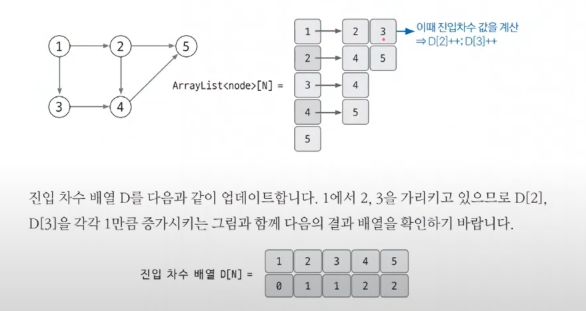 1 2 5
3 4
ArrayList<node>[N] =
1 2 3
2 4 5
3 4
4 5
5
이때 진입차수 값을 계산
⇒ D[2]++; D[3]++
진입 차수 배열 D를 다음과 같이 업데이트합니다. 1에서 2, 3을 가리키고 있으므로 D[2],
D[3]을 각각 1만큼 증가시키는 그림과 함께 다음의 결과 배열을 확인하기 바랍니다.
진입 차수 배열 D[N] =
1 2 3 4 5
0 1 1 2 2